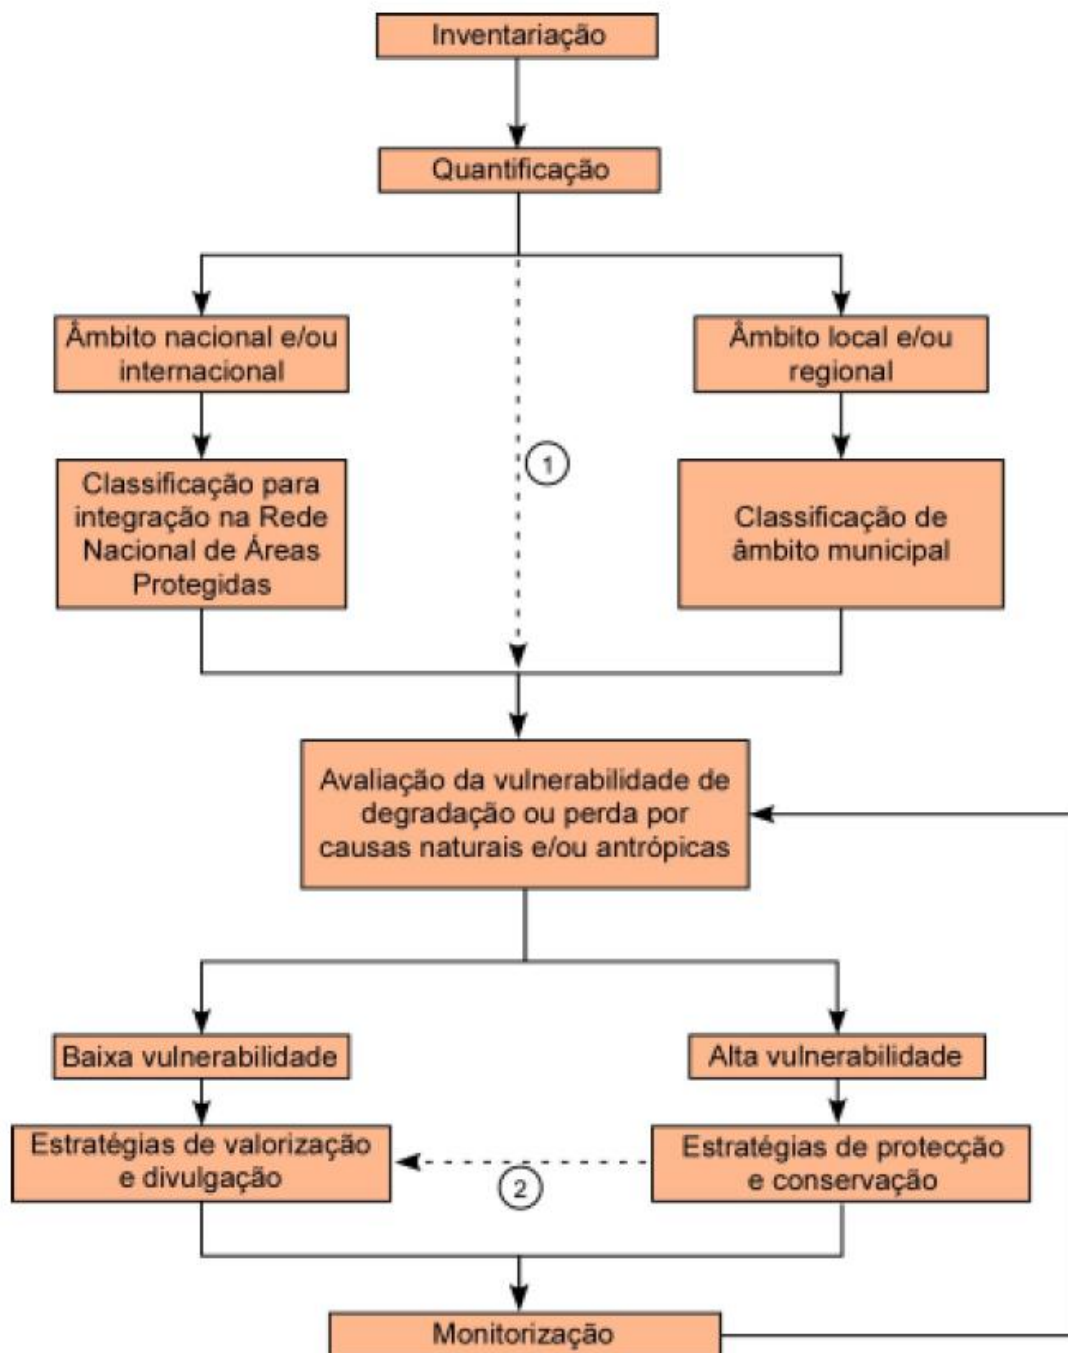 Inventariação
Quantificação
Âmbito nacional e/ou
internacional
Âmbito local e/ou
regional
1
Classificação para
integração na Rede
Nacional de Áreas
Protegidas
Classificação de
âmbito municipal
Avaliação da vulnerabilidade de
degradação ou perda por
causas naturais e/ou antrópicas
Baixa vulnerabilidade
Alta vulnerabilidade
Estratégias de valorização
e divulgação
2
Estratégias de protecção
e conservação
Monitorização